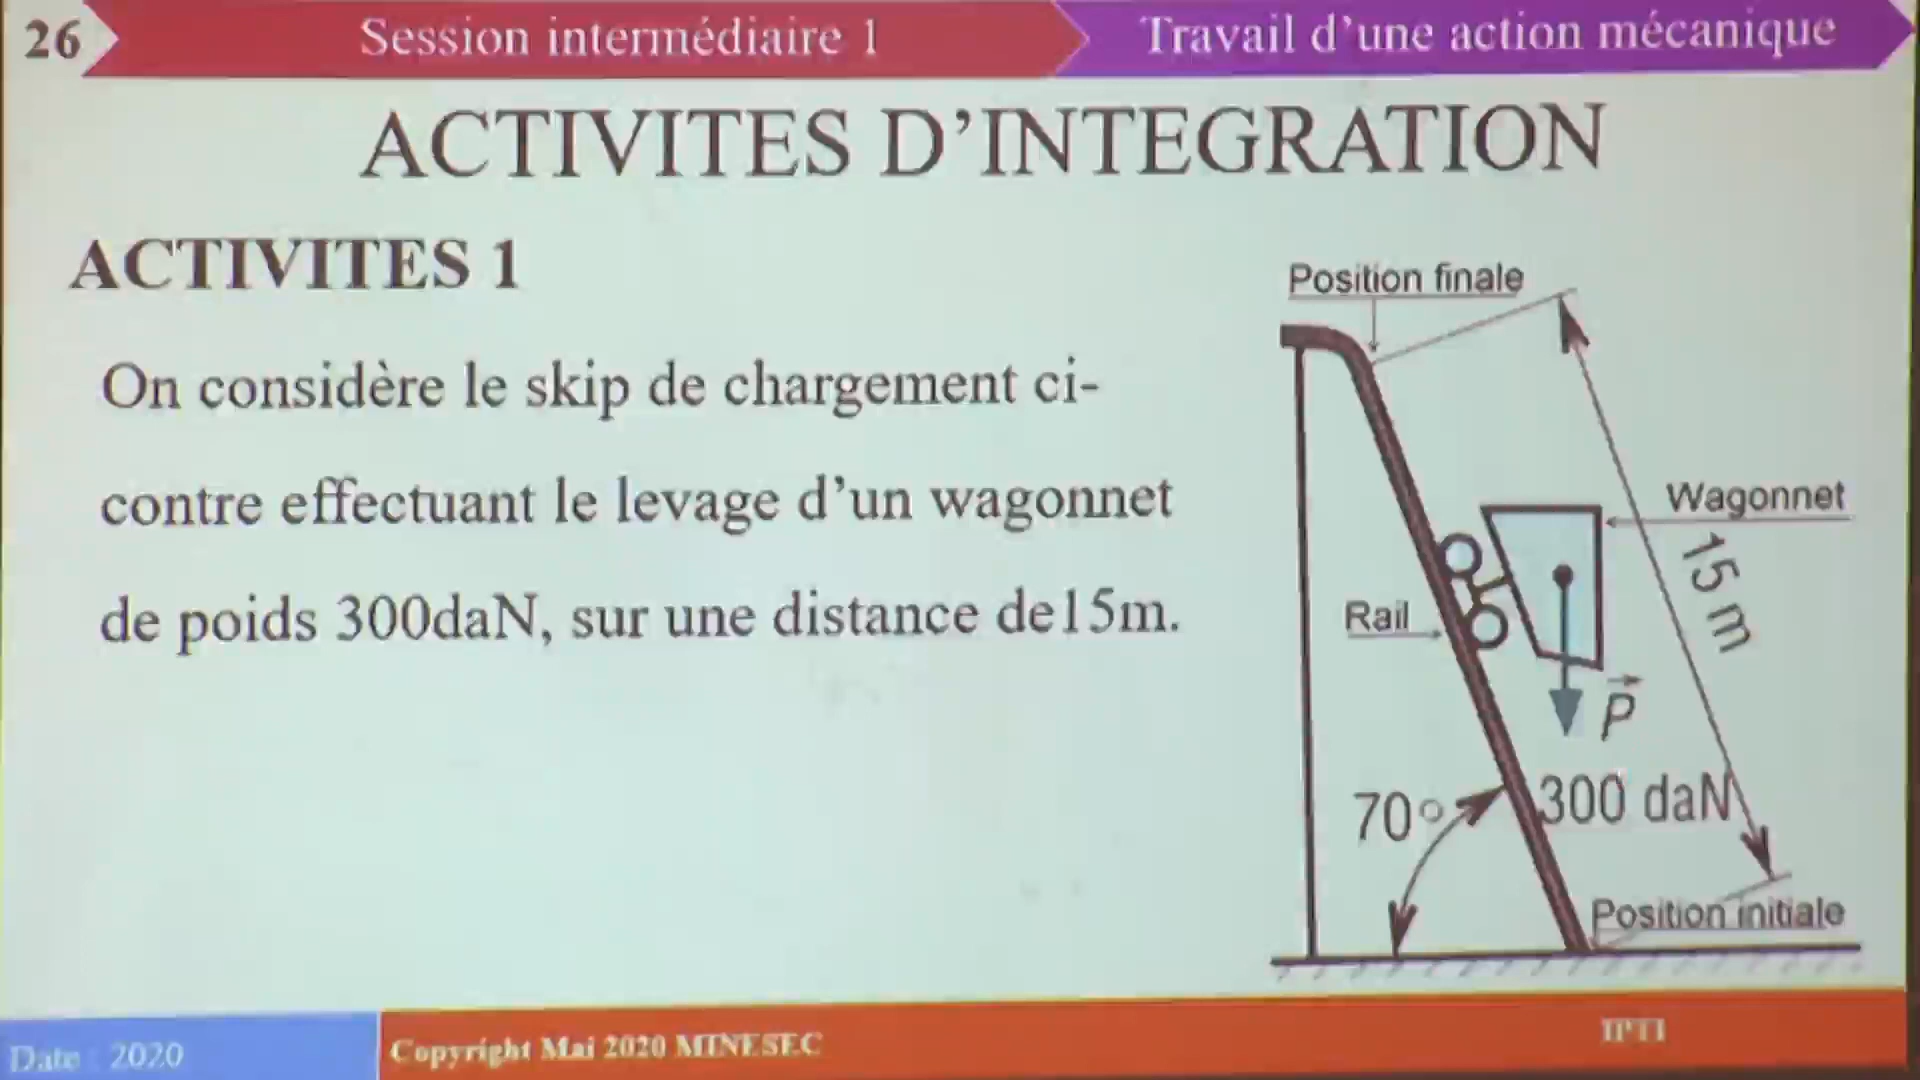 26
Session intermédiaire 1
Travail d'une action mécanique
ACTIVITES D'INTEGRATION
ACTIVITES 1
On considère le skip de chargement ci-
contre effectuant le levage d'un wagonnet
de poids 300daN, sur une distance de15m.
Position finale
Wagonnet
15 m
Rail
P
70°
300 daN
Position initiale
Date : 2020
Copyright Mai 2020 MINESEC
IPTI